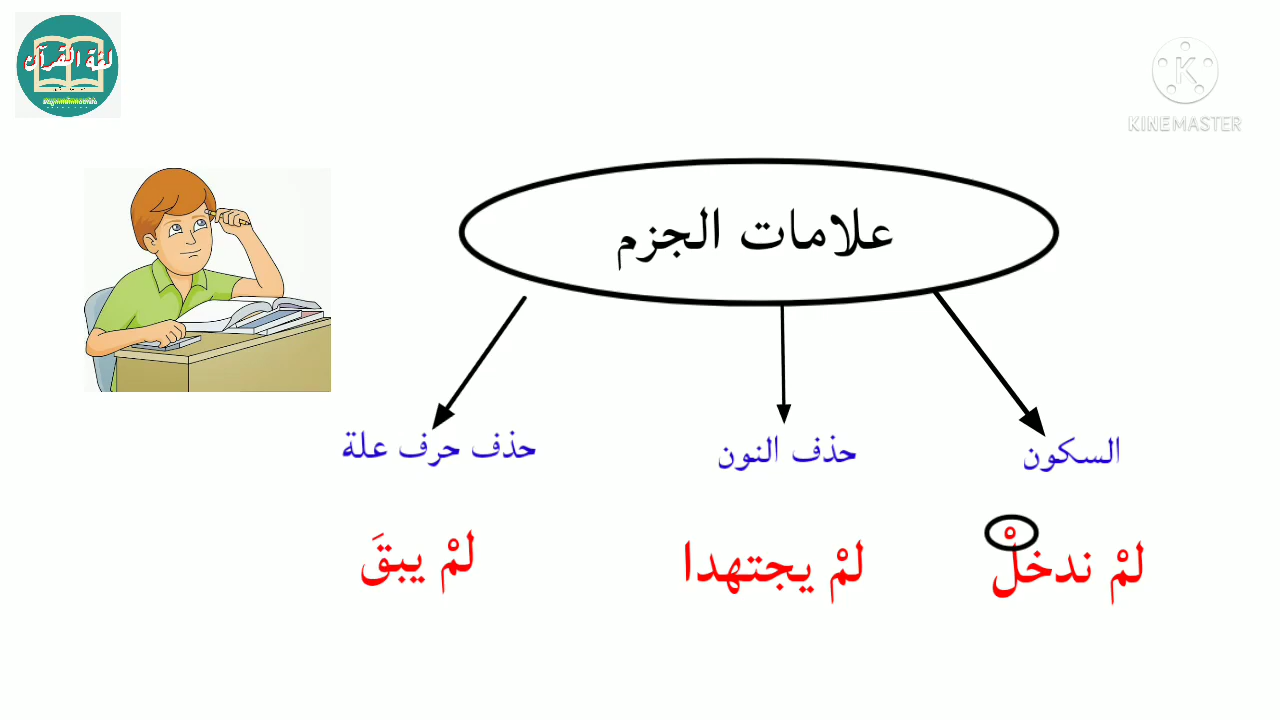 لغة القرآن
KINEMASTER
علامات الجزم
السكون
حذف النون
حذف حرف علة
لمْ ندخلْ
لمْ يجتهدا
لمْ يبقَ